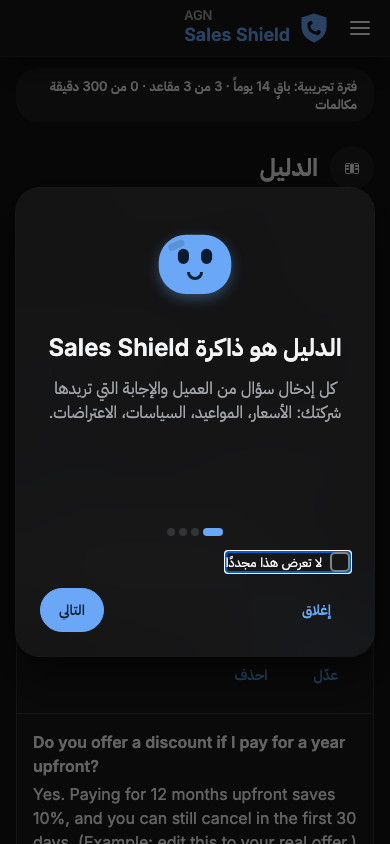 AGN
Sales Shield
فترة تجريبية: باقٍ 14 يوماً · 3 من 3 مقاعد · 0 من 300 دقيقة
مكالمات
الدليل
الدليل هو ذاكرة Sales Shield
كل إدخال سؤال من العميل والإجابة التي تريدها
شركتك: الأسعار، المواعيد، السياسات، الاعتراضات.
لا تعرض هذا مجددًا
إغلاق
التالي
عدّل
احذف
Do you offer a discount if I pay for a year
upfront?
Yes. Paying for 12 months upfront saves
10%, and you can still cancel in the first 30
days. (Example: edit this to your real offer.)